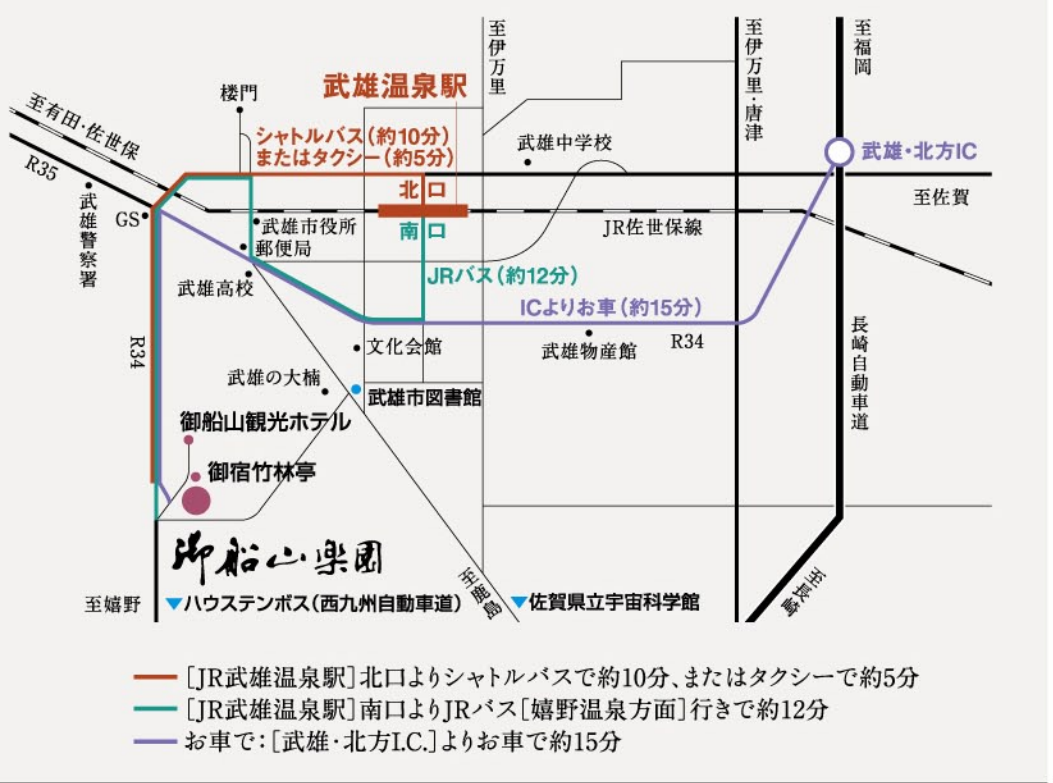 至伊万里
至伊万里・唐津
至福岡
武雄温泉駅
楼門
至有田・佐世保
シャトルバス（約10分）
またはタクシー（約5分）
武雄中学校
武雄・北方IC
R35
北口
至佐賀
武雄警察署
GS
武雄市役所
南口
JR佐世保線
郵便局
武雄高校
JRバス（約12分）
ICよりお車（約15分）
R34
文化会館
武雄物産館
R34
長崎自動車道
武雄の大楠
武雄市図書館
御船山観光ホテル
御宿竹林亭
御船山楽園
至嬉野
▼ハウステンボス（西九州自動車道）
至鹿島
▼佐賀県立宇宙科学館
至長崎
［JR武雄温泉駅］北口よりシャトルバスで約10分、またはタクシーで約5分
［JR武雄温泉駅］南口よりJRバス［嬉野温泉方面］行きで約12分
お車で：［武雄・北方I.C.］よりお車で約15分